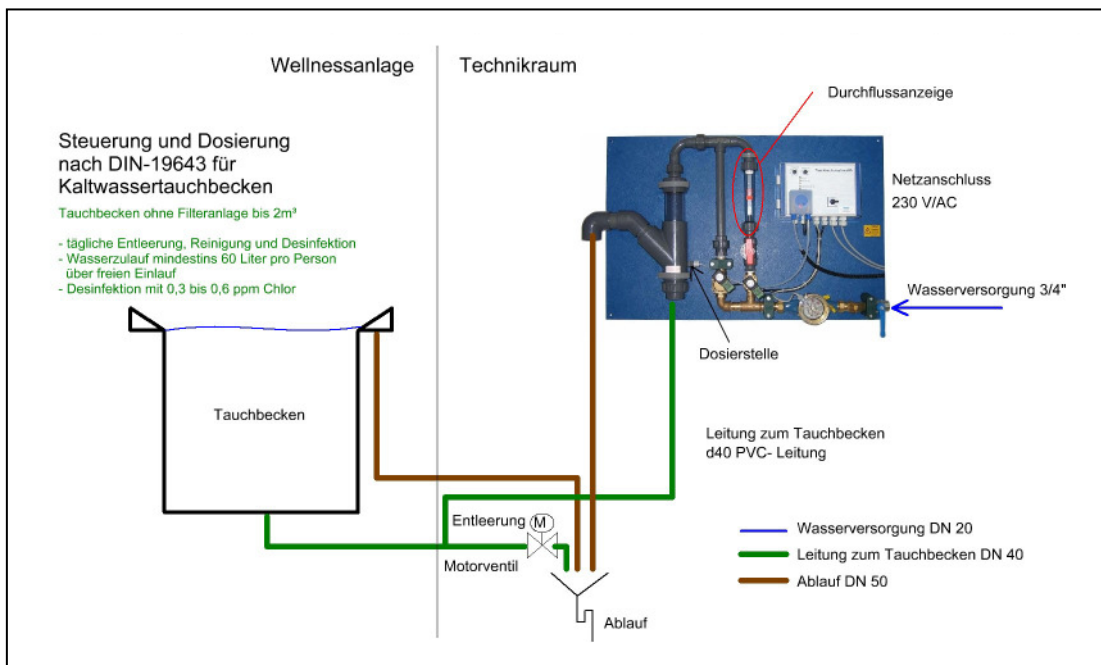 Wellnessanlage
Technikraum
Steuerung und Dosierung
nach DIN-19643 für
Kaltwassertauchbecken
Tauchbecken ohne Filteranlage bis 2m³
- tägliche Entleerung, Reinigung und Desinfektion
- Wasserzulauf mindestins 60 Liter pro Person
über freien Einlauf
- Desinfektion mit 0,3 bis 0,6 ppm Chlor
Durchflussanzeige
Netzanschluss
230 V/AC
Wasserversorgung 3/4"
Dosierstelle
Tauchbecken
Leitung zum Tauchbecken
d40 PVC- Leitung
Entleerung
M
Motorventil
Ablauf
Wasserversorgung DN 20
Leitung zum Tauchbecken DN 40
Ablauf DN 50